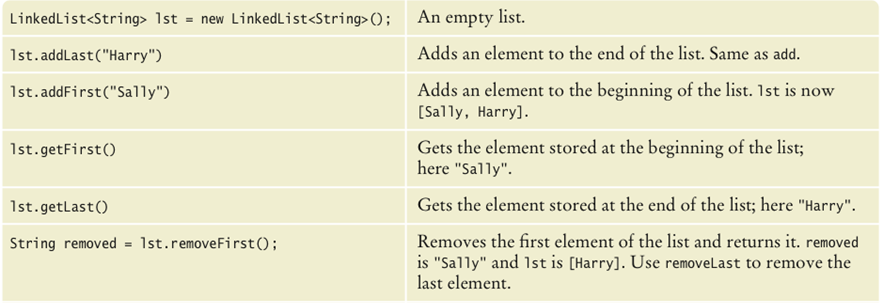 LinkedList<String> lst = new LinkedList<String>();
An empty list.
lst.addLast("Harry")
Adds an element to the end of the list. Same as add.
lst.addFirst("Sally")
Adds an element to the beginning of the list. lst is now
[Sally, Harry].
lst.getFirst()
Gets the element stored at the beginning of the list;
here "Sally".
lst.getLast()
Gets the element stored at the end of the list; here "Harry".
String removed = lst.removeFirst();
Removes the first element of the list and returns it. removed
is "Sally" and lst is [Harry]. Use removeLast to remove the
last element.